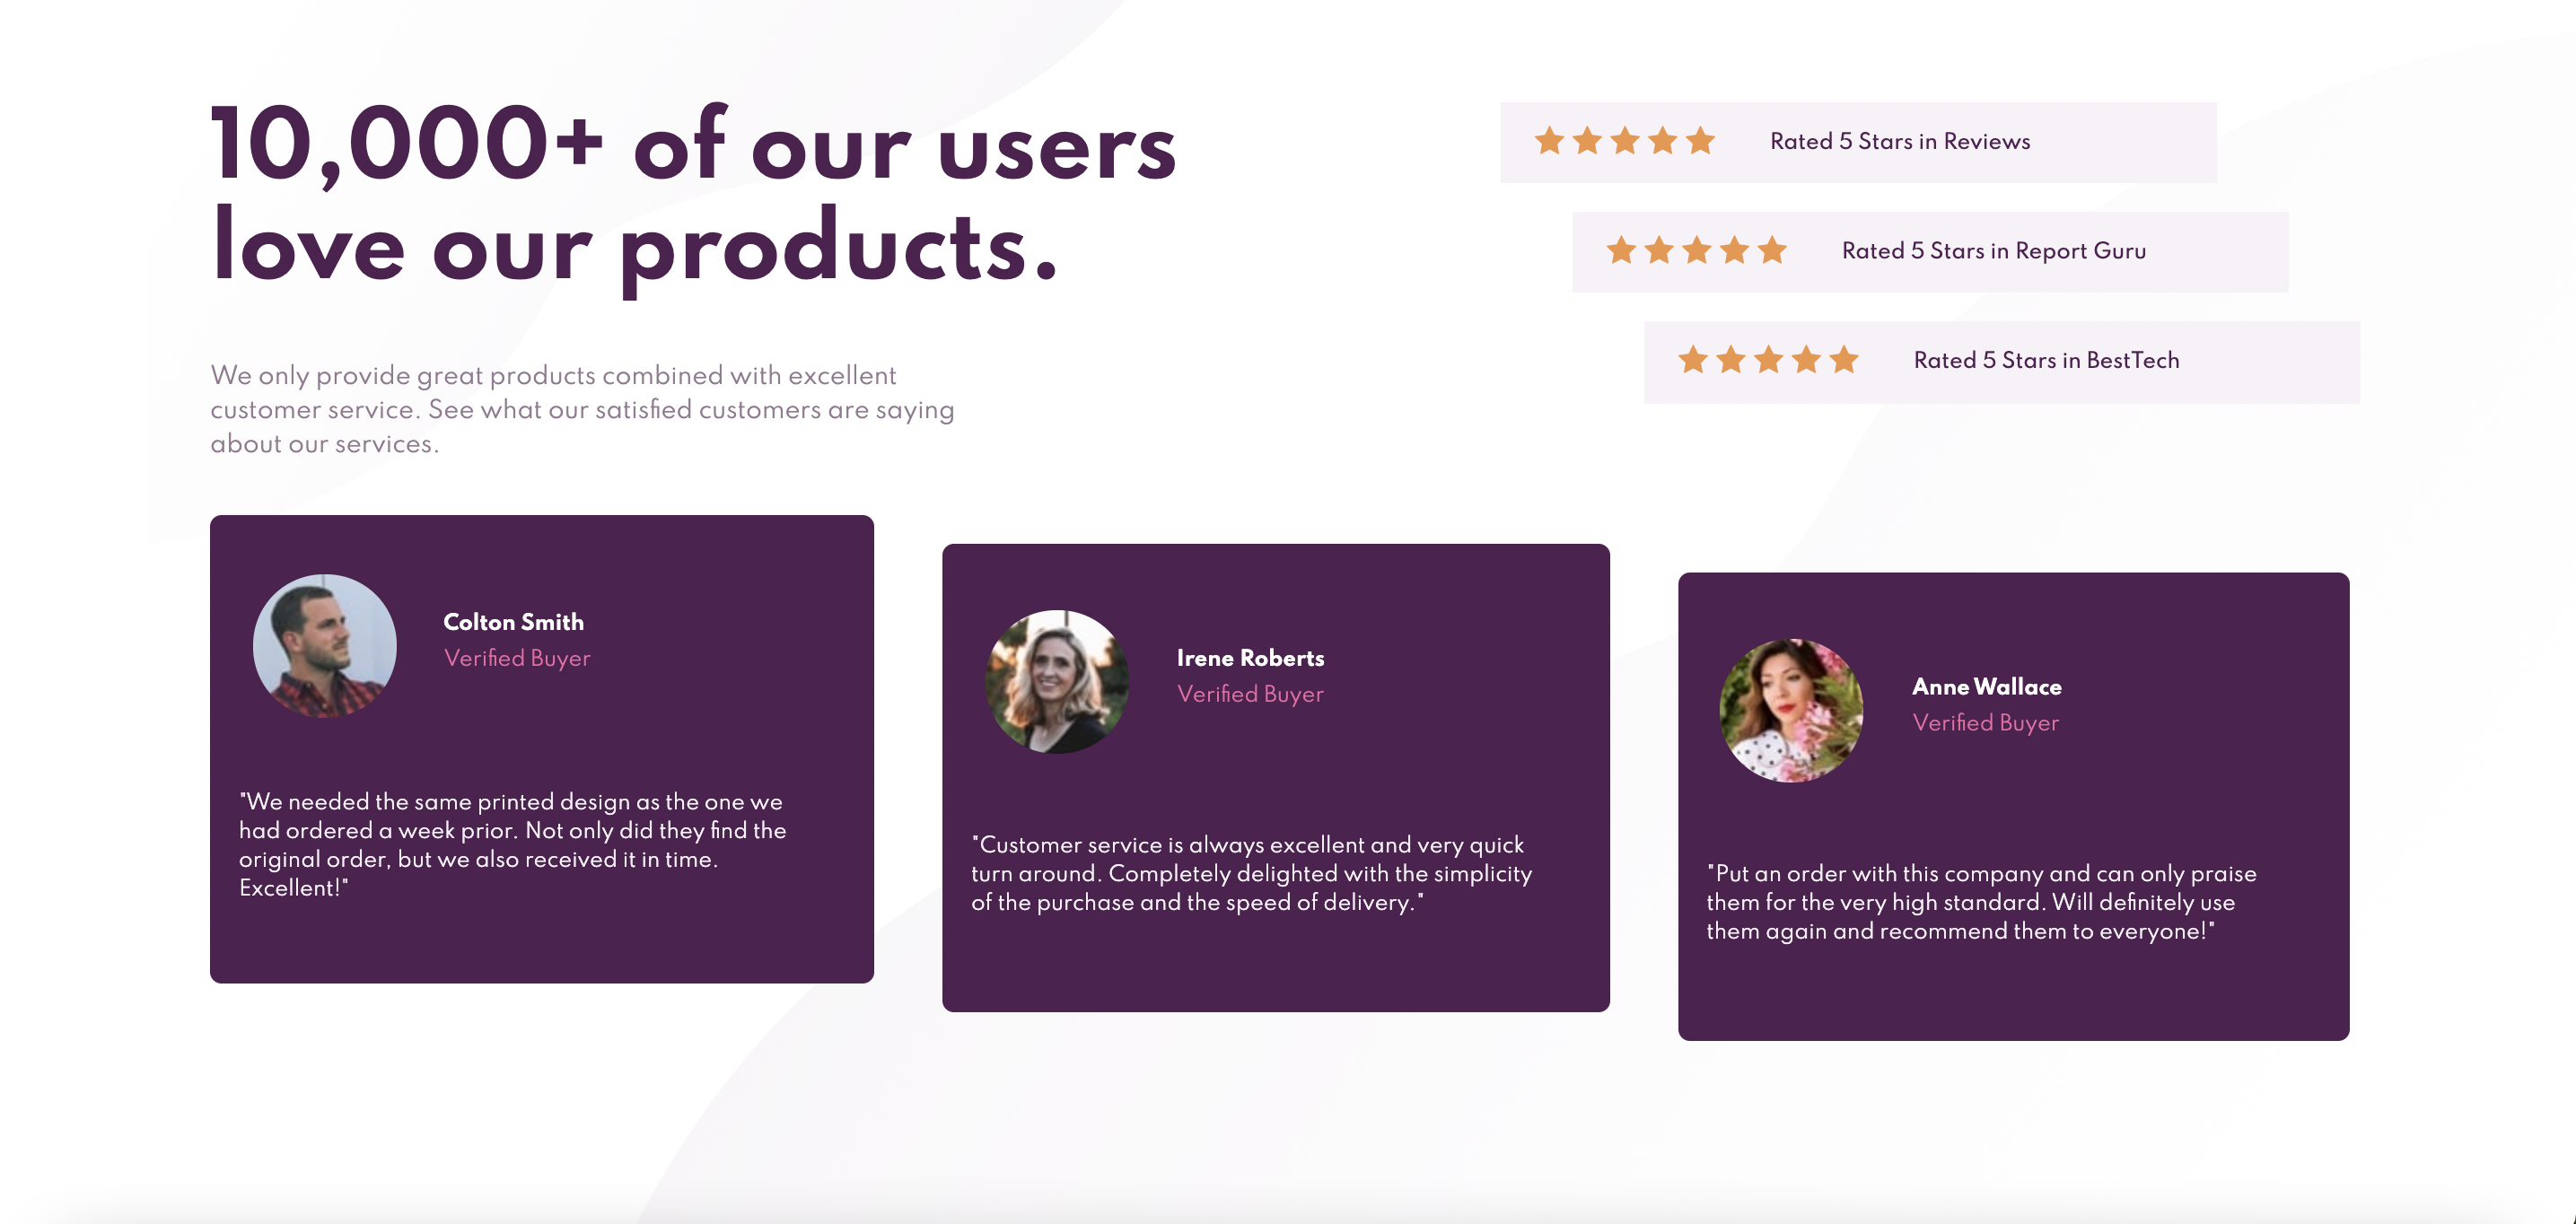 10,000+ of our users
love our products.
We only provide great products combined with excellent
customer service. See what our satisfied customers are saying
about our services.
Rated 5 Stars in Reviews
Rated 5 Stars in Report Guru
Rated 5 Stars in BestTech
Colton Smith
Verified Buyer
"We needed the same printed design as the one we
had ordered a week prior. Not only did they find the
original order, but we also received it in time.
Excellent!"
Irene Roberts
Verified Buyer
"Customer service is always excellent and very quick
turn around. Completely delighted with the simplicity
of the purchase and the speed of delivery."
Anne Wallace
Verified Buyer
"Put an order with this company and can only praise
them for the very high standard. Will definitely use
them again and recommend them to everyone!"